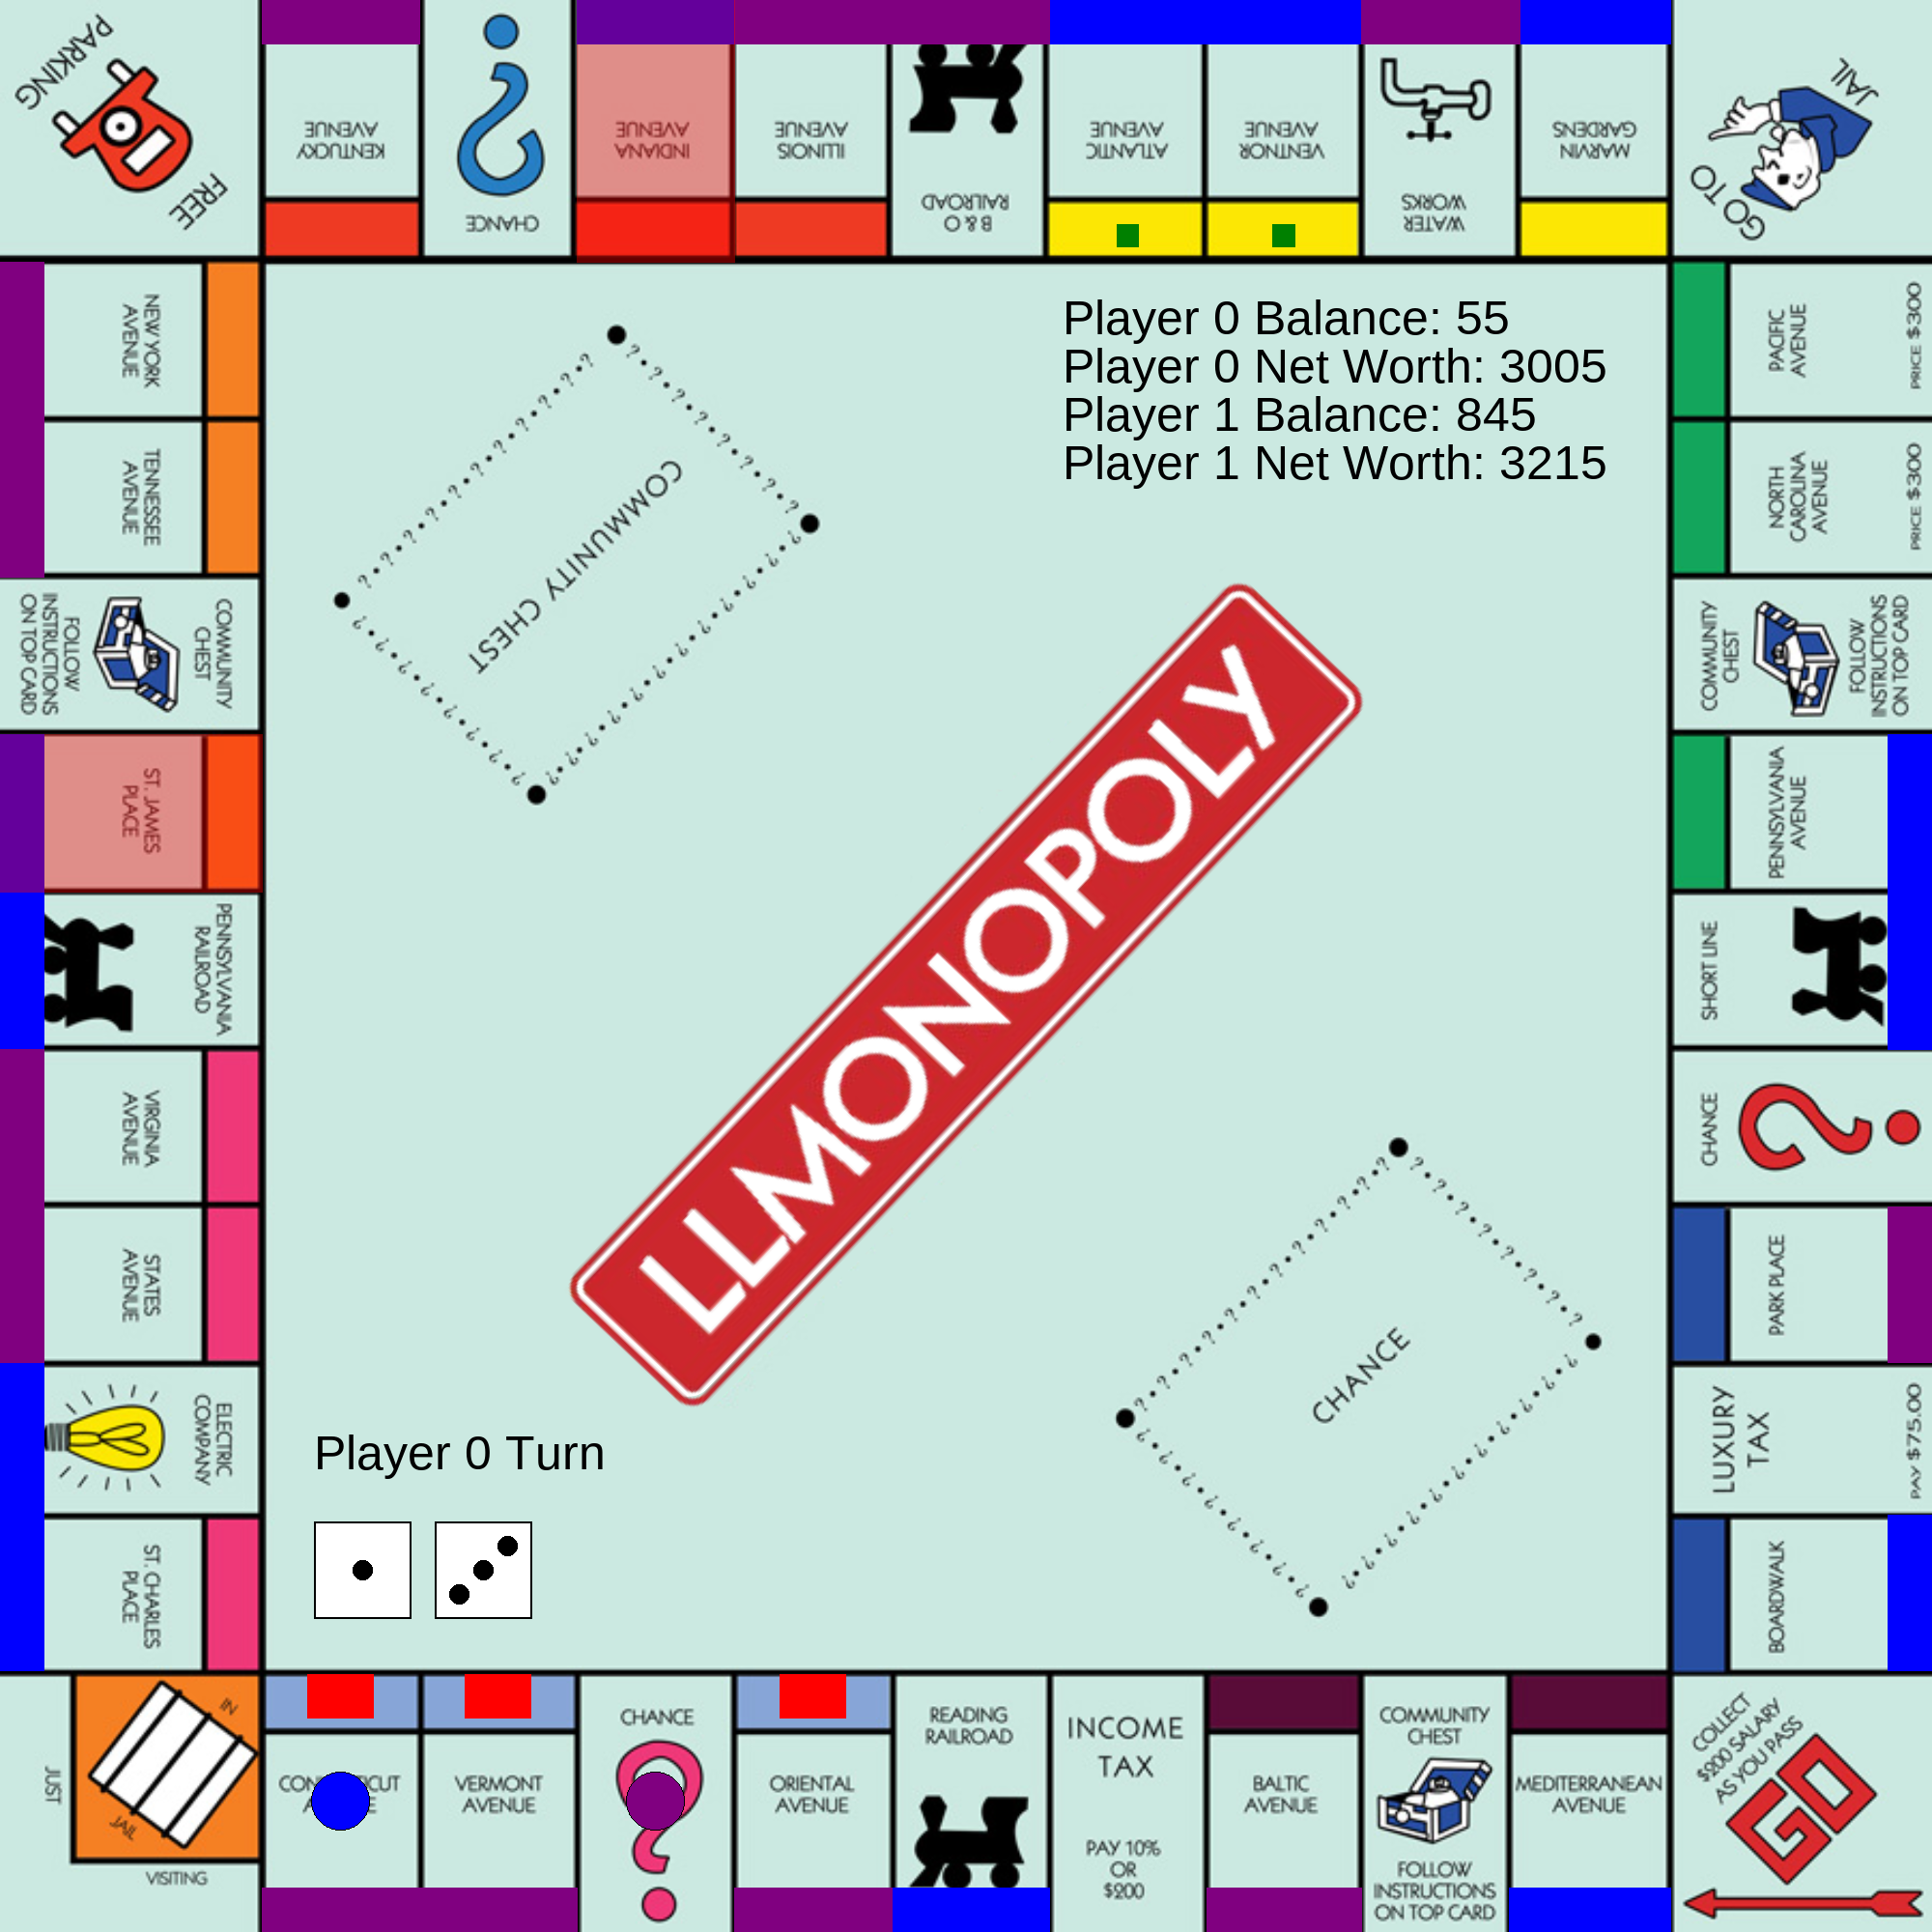 FREE
PARKING
KENTUCKY
AVENUE
CHANCE
INDIANA
AVENUE
ILLINOIS
AVENUE
B & O
RAILROAD
ATLANTIC
AVENUE
VENTNOR
AVENUE
WATER
WORKS
MARVIN
GARDENS
GO TO
JAIL
NEW YORK
AVENUE
TENNESSEE
AVENUE
COMMUNITY
CHEST
FOLLOW
INSTRUCTIONS
ON TOP CARD
ST. JAMES
PLACE
PENNSYLVANIA
RAILROAD
VIRGINIA
AVENUE
STATES
AVENUE
ELECTRIC
COMPANY
ST. CHARLES
PLACE
COMMUNITY CHEST
Player 0 Balance: 55
Player 0 Net Worth: 3005
Player 1 Balance: 845
Player 1 Net Worth: 3215
LLMONOPOLY
CHANCE
Player 0 Turn
PACIFIC
AVENUE
PRICE $300
NORTH
CAROLINA
AVENUE
PRICE $300
COMMUNITY
CHEST
FOLLOW
INSTRUCTIONS
ON TOP CARD
PENNSYLVANIA
AVENUE
SHORT LINE
CHANCE
PARK PLACE
LUXURY
TAX
PAY $75.00
BOARDWALK
JUST
VISITING
IN
JAIL
VERMONT
AVENUE
CHANCE
ORIENTAL
AVENUE
READING
RAILROAD
INCOME
TAX
PAY 10%
OR
$200
BALTIC
AVENUE
COMMUNITY
CHEST
FOLLOW
INSTRUCTIONS
ON TOP CARD
MEDITERRANEAN
AVENUE
COLLECT
$200 SALARY
AS YOU PASS
GO